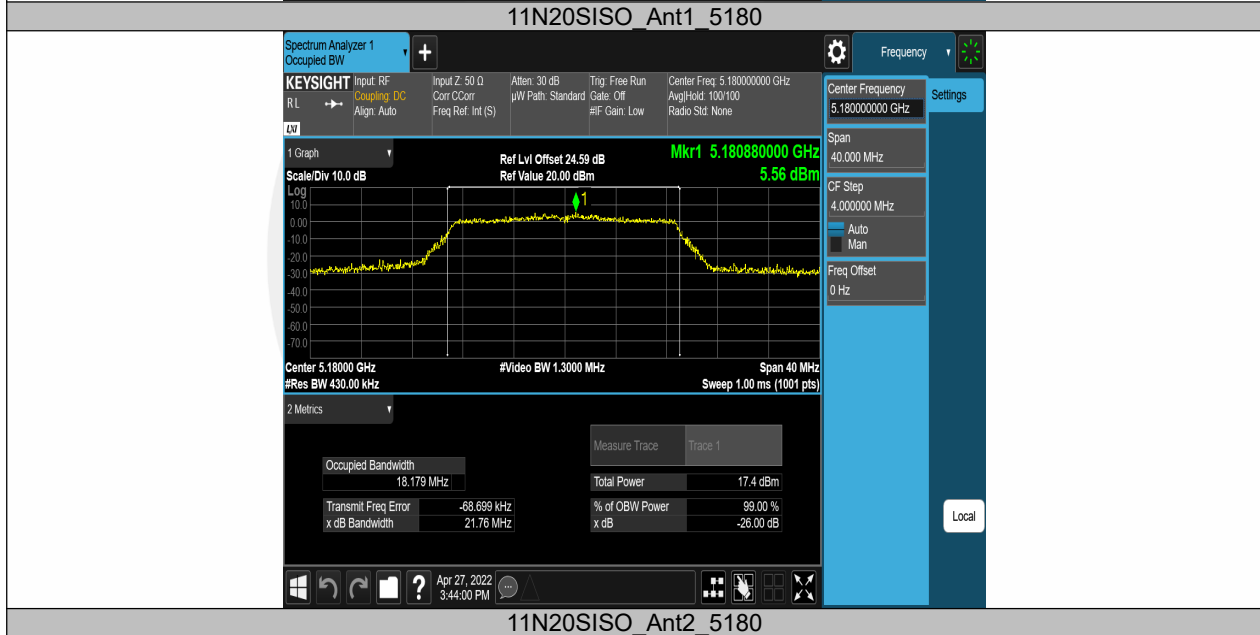 11N20SISO_Ant1_5180
Spectrum Analyzer 1
Occupied BW
+
Frequency
KEYSIGHT
RL
LXI
Input: RF
Coupling: DC
Align: Auto
Input Z: 50 Ω
Corr CCorr
Freq Ref: Int (S)
Atten: 30 dB
µW Path: Standard
Trig: Free Run
Gate: Off
#IF Gain: Low
Center Freq: 5.180000000 GHz
Avg|Hold: 100/100
Radio Std: None
Center Frequency
5.180000000 GHz
Settings
Span
40.000 MHz
CF Step
4.000000 MHz
Auto
Man
Freq Offset
0 Hz
Local
1 Graph
Scale/Div 10.0 dB
Ref Lvl Offset 24.59 dB
Ref Value 20.00 dBm
Mkr1 5.180880000 GHz
5.56 dBm
Log
10.0
0.00
-10.0
-20.0
-30.0
-40.0
-50.0
-60.0
-70.0
1
Center 5.18000 GHz
#Res BW 430.00 kHz
#Video BW 1.3000 MHz
Span 40 MHz
Sweep 1.00 ms (1001 pts)
2 Metrics
Measure Trace Trace 1
Occupied Bandwidth
18.179 MHz
Total Power 17.4 dBm
Transmit Freq Error -68.699 kHz
% of OBW Power 99.00 %
x dB Bandwidth 21.76 MHz
x dB -26.00 dB
?
Apr 27, 2022
3:44:00 PM
11N20SISO_Ant2_5180